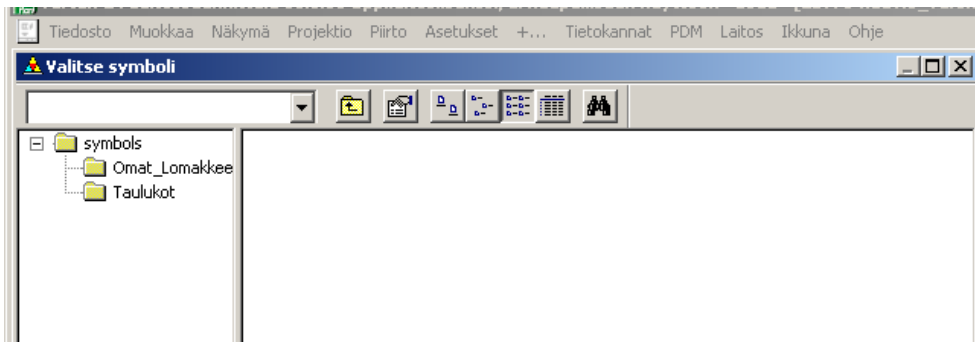 Tiedosto Muokkaa Näkymä Projektio Piirto Asetukset +... Tietokannat PDM Laitos Ikkuna Ohje
Valitse symboli
symbols
Omat_Lomakkee
Taulukot